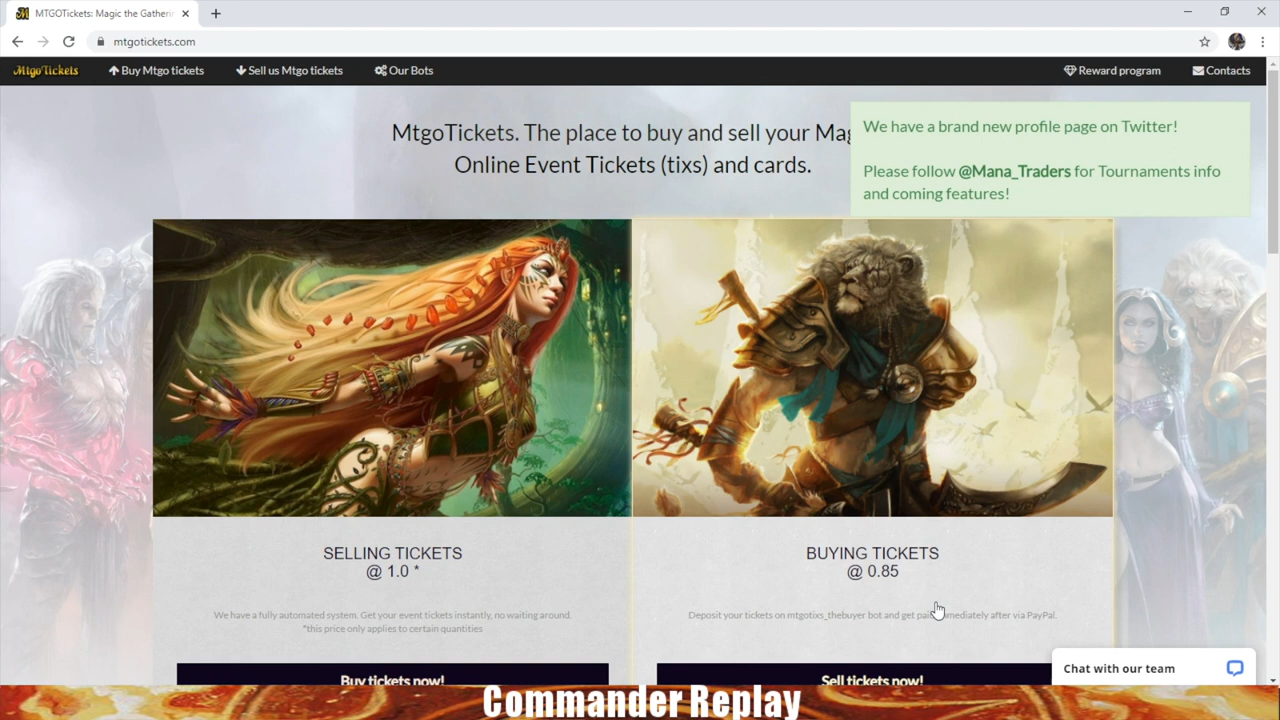 MTGOTickets: Magic the Gatherin
mtgotickets.com
MtgoTickets
Buy Mtgo tickets
Sell us Mtgo tickets
Our Bots
Reward program
Contacts
MtgoTickets. The place to buy and sell your Mag
Online Event Tickets (tixs) and cards.
We have a brand new profile page on Twitter!
Please follow @Mana_Traders for Tournaments info
and coming features!
SELLING TICKETS
@ 1.0 *
We have a fully automated system. Get your event tickets instantly, no waiting around.
*this price only applies to certain quantities
Buy tickets now!
BUYING TICKETS
@ 0.85
Deposit your tickets on mtgotixs_thebuyer bot and get paid immediately after via PayPal.
Sell tickets now!
Chat with our team
Commander Replay